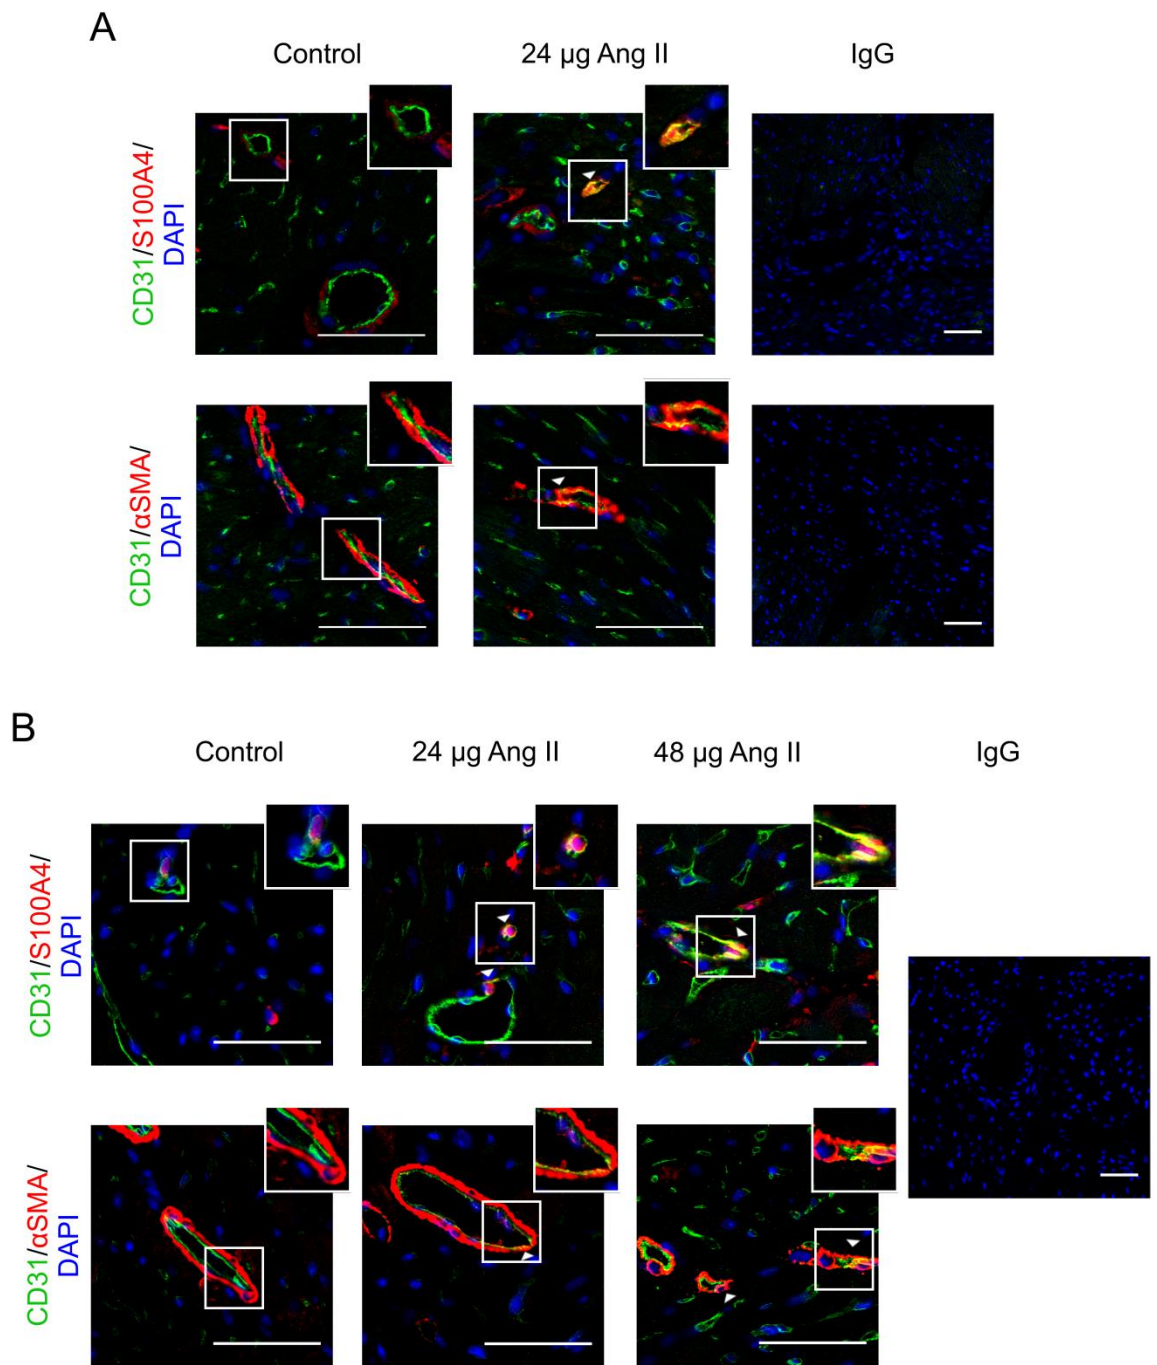 A
Control 24 µg Ang II IgG
CD31/S100A4/
DAPI
CD31/αSMA/
DAPI
B
Control 24 µg Ang II 48 µg Ang II IgG
CD31/S100A4/
DAPI
CD31/αSMA/
DAPI